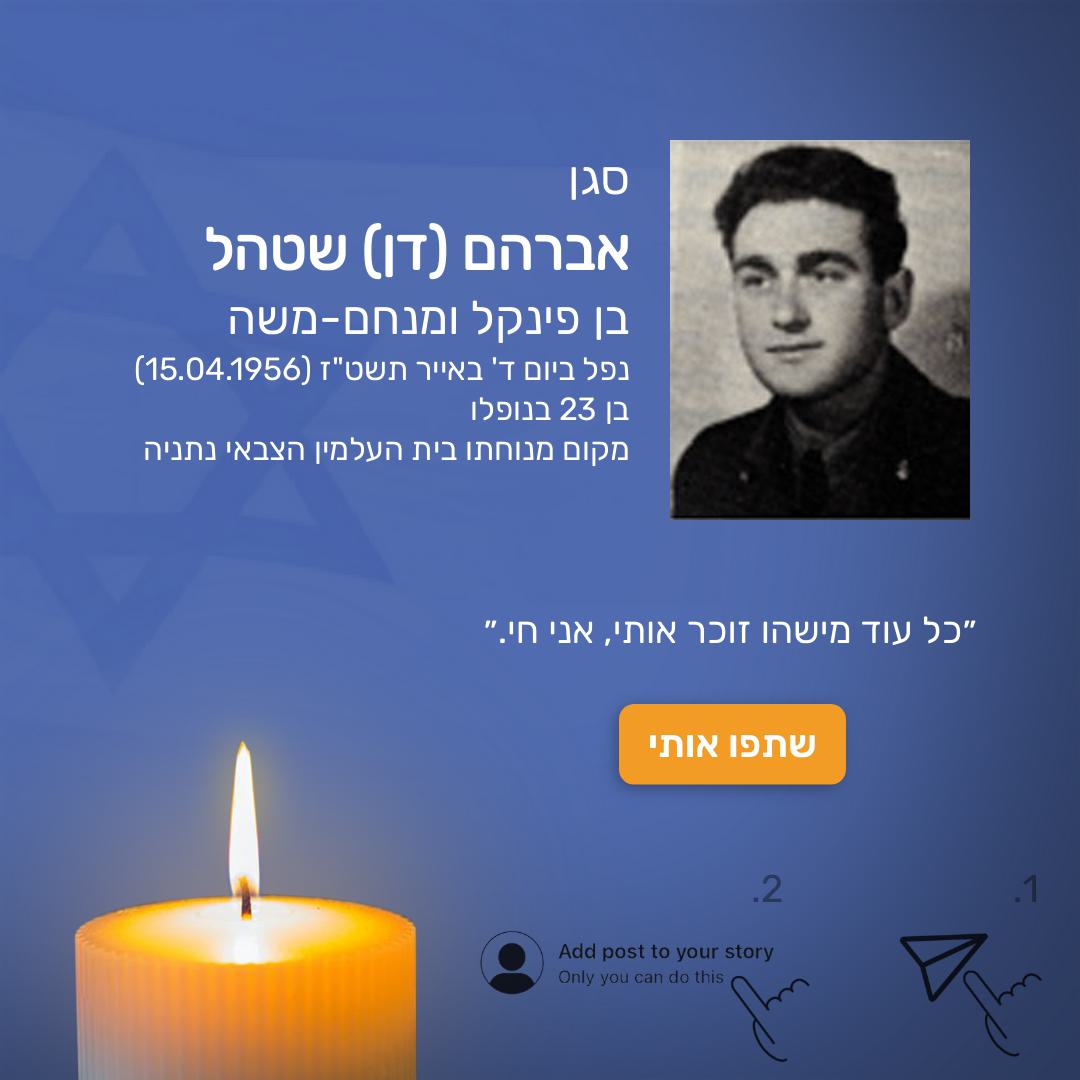 סגן
אברהם (דן) שטהל
בן פינקל ומנחם-משה
נפל ביום ד' באייר תשט"ז (15.04.1956)
בן 23 בנופלו
מקום מנוחתו בית העלמין הצבאי נתניה
״כל עוד מישהו זוכר אותי, אני חי.״
שתפו אותי
.1
.2
Add post to your story
Only you can do this